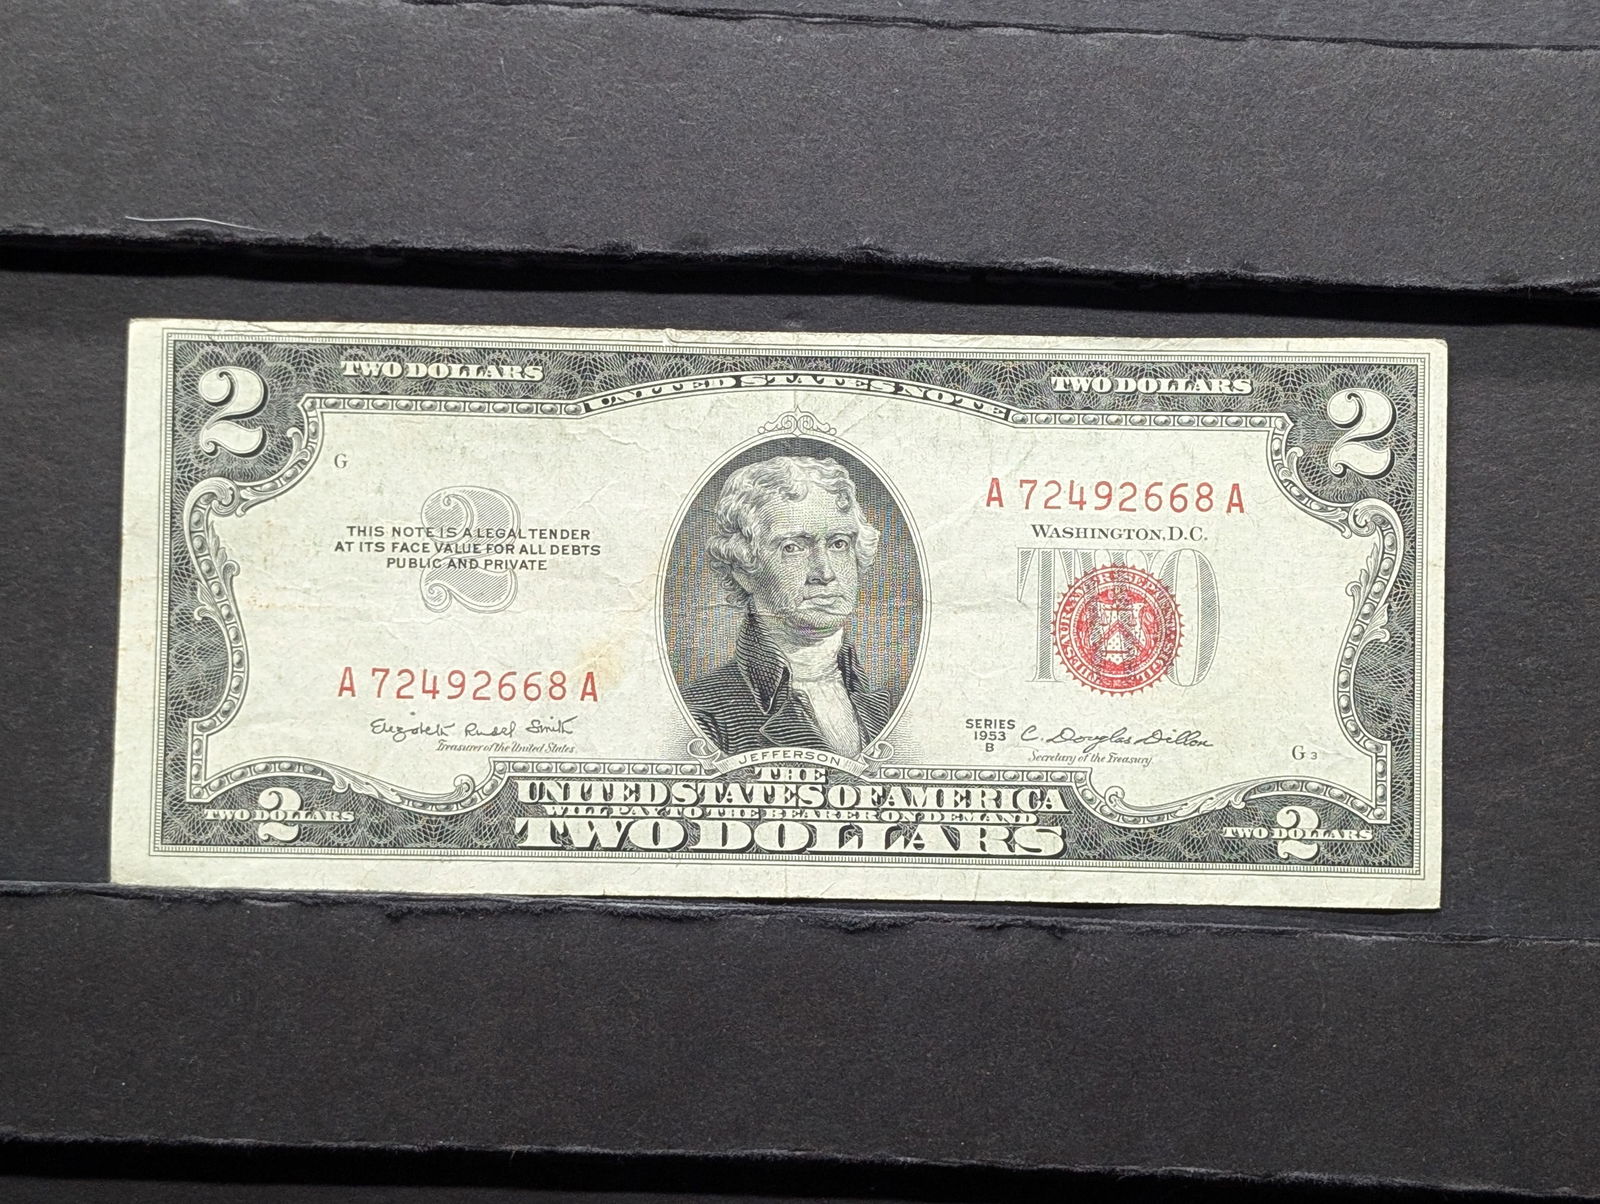 2 TWO DOLLARS UNITED STATES NOTE TWO DOLLARS 2
G
A 72492668 A
WASHINGTON, D.C.
2
THIS NOTE IS A LEGAL TENDER
AT ITS FACE VALUE FOR ALL DEBTS
PUBLIC AND PRIVATE
TWO
A 72492668 A
Elizabeth Rudel Smith
Treasurer of the United States.
SERIES
1953
B
C. Douglas Dillon
Secretary of the Treasury.
G 3
JEFFERSON
THE
UNITED STATES OF AMERICA
WILL PAY TO THE BEARER ON DEMAND
TWO DOLLARS
TWO DOLLARS 2
TWO DOLLARS 2